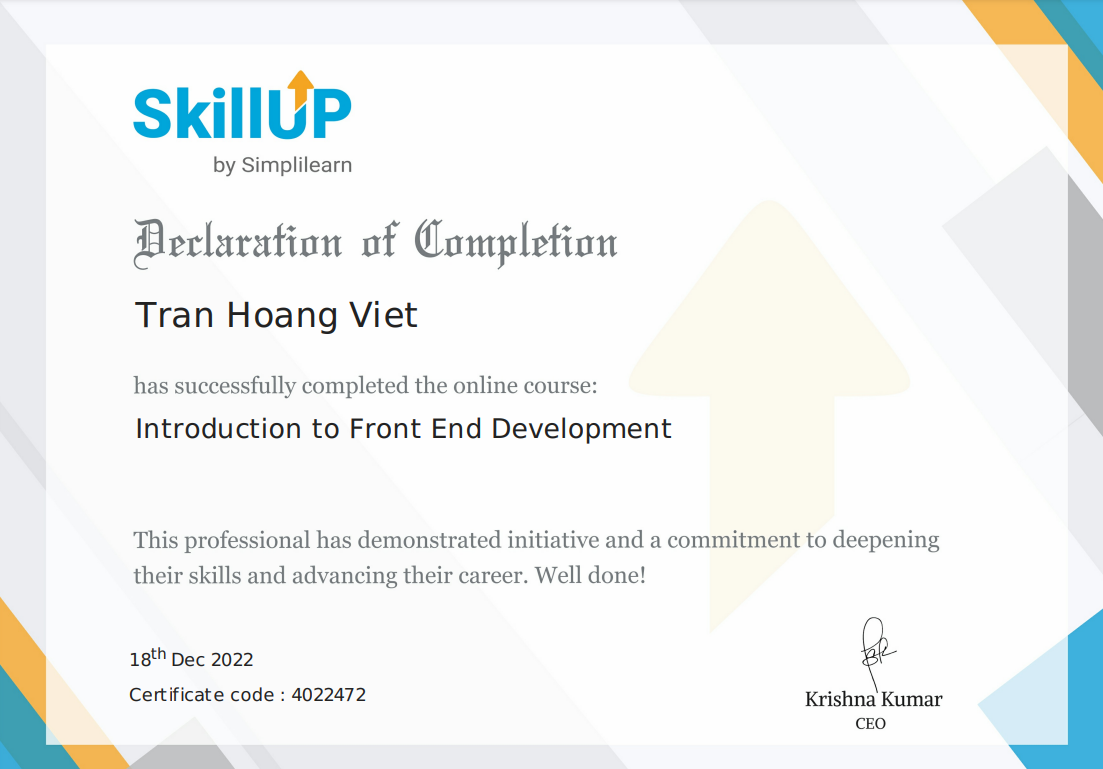 SkillUP
by Simplilearn
Declaration of Completion
Tran Hoang Viet
has successfully completed the online course:
Introduction to Front End Development
This professional has demonstrated initiative and a commitment to deepening
their skills and advancing their career. Well done!
18th Dec 2022
Certificate code : 4022472
Krishna Kumar
CEO